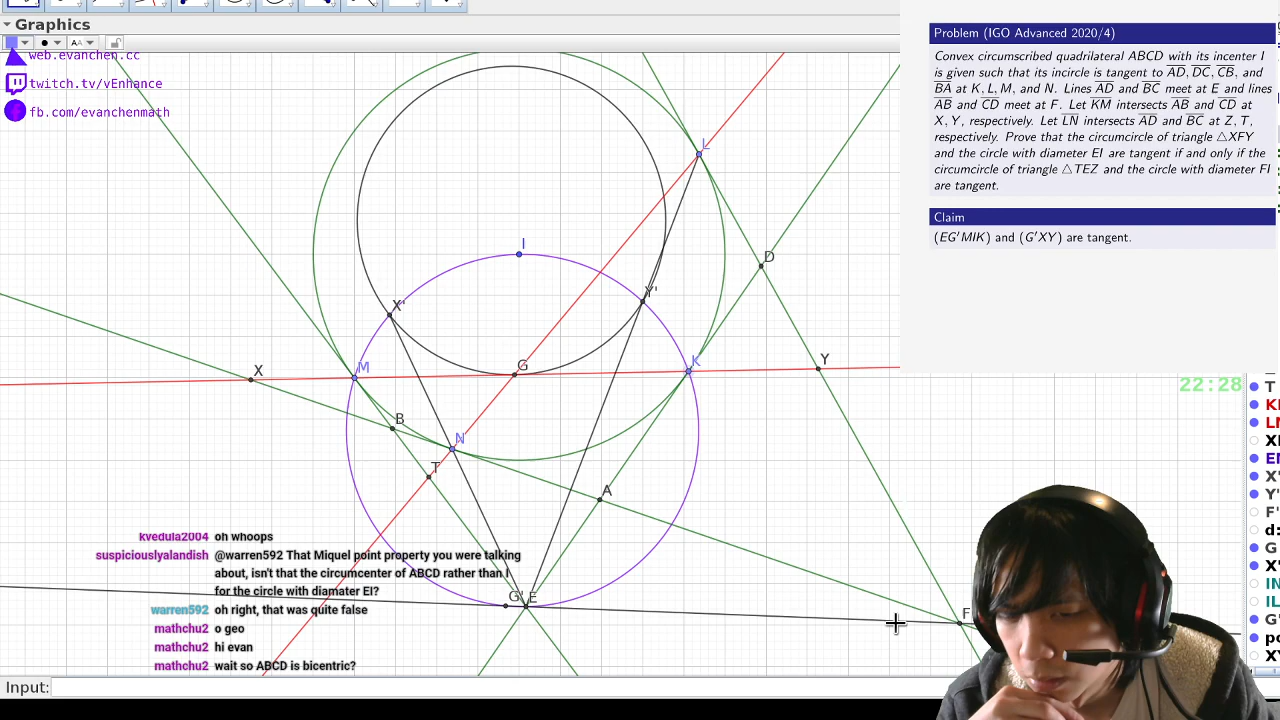 Graphics
web.evanchen.cc
twitch.tv/vEnhance
fb.com/evanchenmath
Problem (IGO Advanced 2020/4)
Convex circumscribed quadrilateral ABCD with its incenter I
is given such that its incircle is tangent to AD, DC, CB, and
BA at K, L, M, and N. Lines AD and BC meet at E and lines
AB and CD meet at F. Let KM intersects AB and CD at
X, Y, respectively. Let LN intersects AD and BC at Z, T,
respectively. Prove that the circumcircle of triangle △XFY
and the circle with diameter EI are tangent if and only if the
circumcircle of triangle △TEZ and the circle with diameter FI
are tangent.
Claim
(EG′MIK) and (G′XY) are tangent.
22:28
L
I
D
Y'
X'
G
M
K
Y
X
B
N
T
A
G'
E
F
kvedula2004 oh whoops
suspiciouslyalandish @warren592 That Miquel point property you were talking
about, isn't that the circumcenter of ABCD rather than I
for the circle with diamater EI?
warren592 oh right, that was quite false
mathchu2 o geo
mathchu2 hi evan
mathchu2 wait so ABCD is bicentric?
Input: